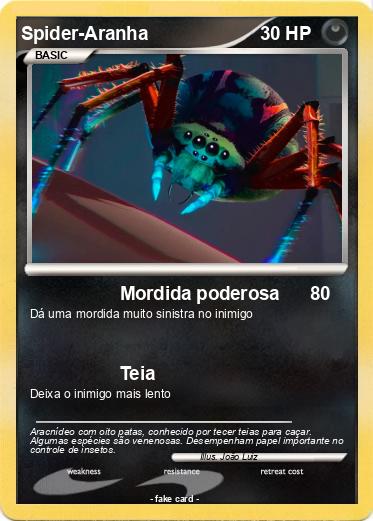 Spider-Aranha 30 HP
BASIC
Mordida poderosa 80
Dá uma mordida muito sinistra no inimigo
Teia
Deixa o inimigo mais lento
Aracnídeo com oito patas, conhecido por tecer teias para caçar.
Algumas espécies são venenosas. Desempenham papel importante no
controle de insetos.
Illus. João Luiz
weakness resistance retreat cost
- fake card -